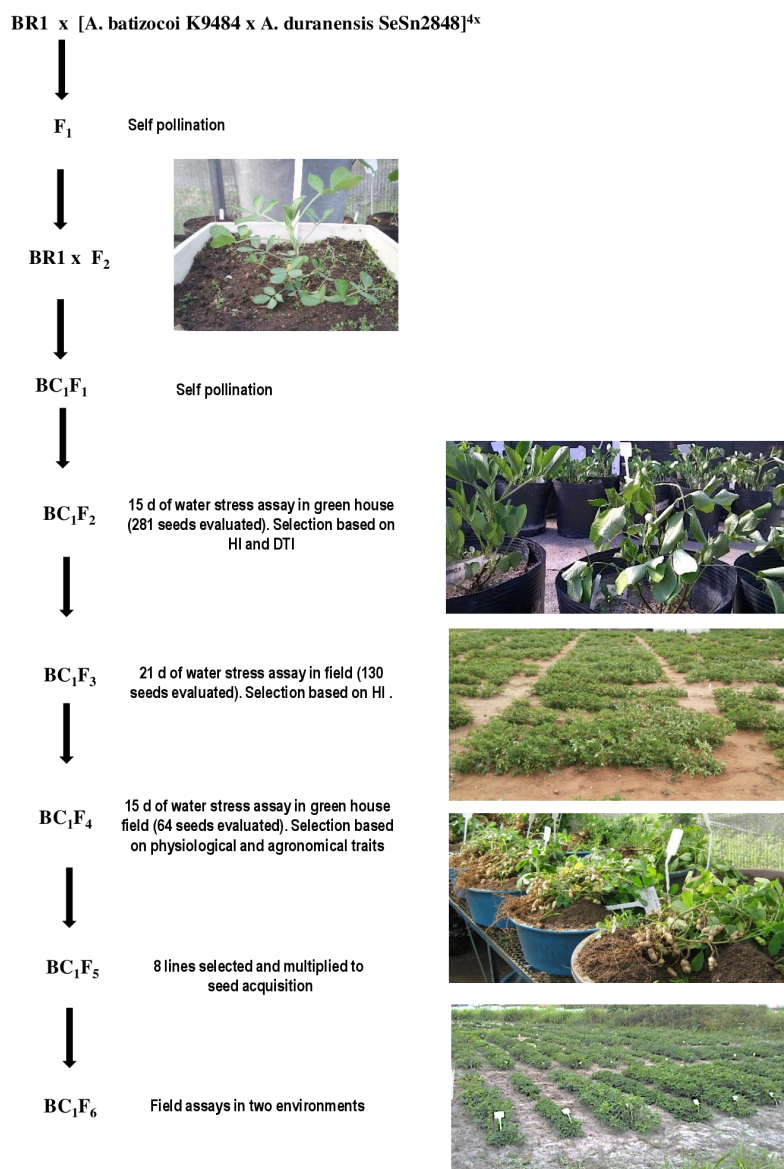 BR1 x [A. batizocoi K9484 x A. duranensis SeSn2848]⁴ˣ
F₁
Self pollination
BR1 x F₂
BC₁F₁
Self pollination
BC₁F₂
15 d of water stress assay in green house
(281 seeds evaluated). Selection based on
HI and DTI
BC₁F₃
21 d of water stress assay in field (130
seeds evaluated). Selection based on HI .
BC₁F₄
15 d of water stress assay in green house
field (64 seeds evaluated). Selection based
on physiological and agronomical traits
BC₁F₅
8 lines selected and multiplied to
seed acquisition
BC₁F₆
Field assays in two environments